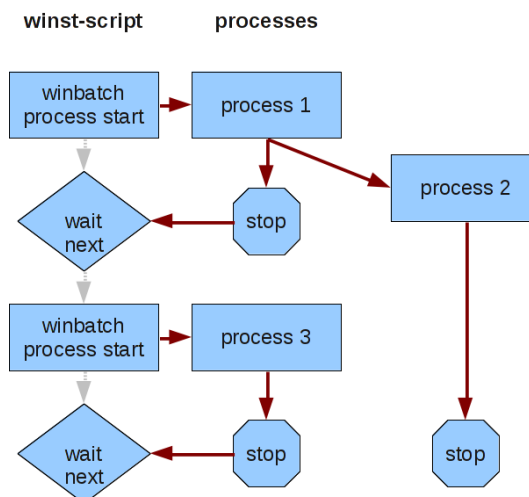 winst-script
processes
winbatch
process start
process 1
process 2
wait
next
stop
winbatch
process start
process 3
wait
next
stop
stop